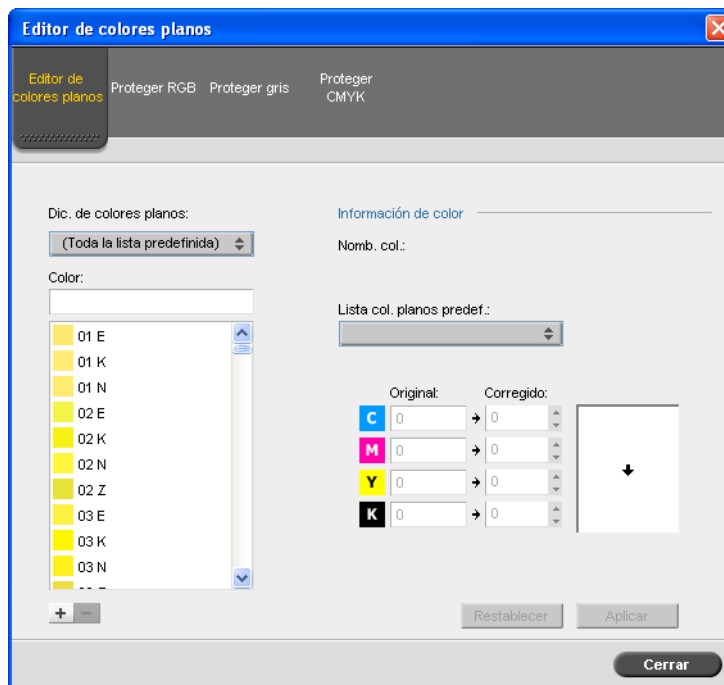 Editor de colores planos
Editor de
colores planos
Proteger RGB
Proteger gris
Proteger
CMYK
Dic. de colores planos:
(Toda la lista predefinida)
Color:
01 E
01 K
01 N
02 E
02 K
02 N
02 Z
03 E
03 K
03 N
Información de color
Nomb. col.:
Lista col. planos predef.:
Original: Corregido:
C 0 0
M 0 0
Y 0 0
K 0 0
Restablecer
Aplicar
Cerrar